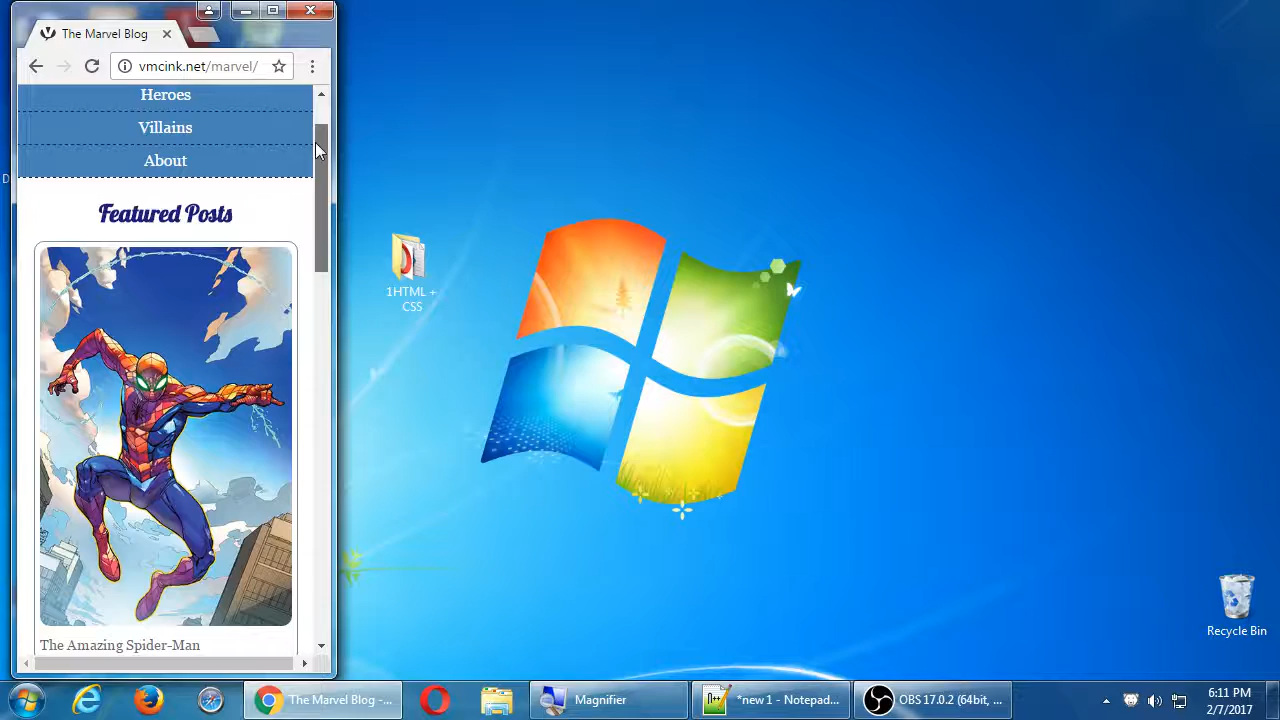 The Marvel Blog
vmcink.net/marvel/
Heroes
Villains
About
Featured Posts
The Amazing Spider-Man
1HTML +
CSS
D
Recycle Bin
The Marvel Blog -...
Magnifier
*new 1 - Notepad...
OBS 17.0.2 (64bit, ...
6:11 PM
2/7/2017